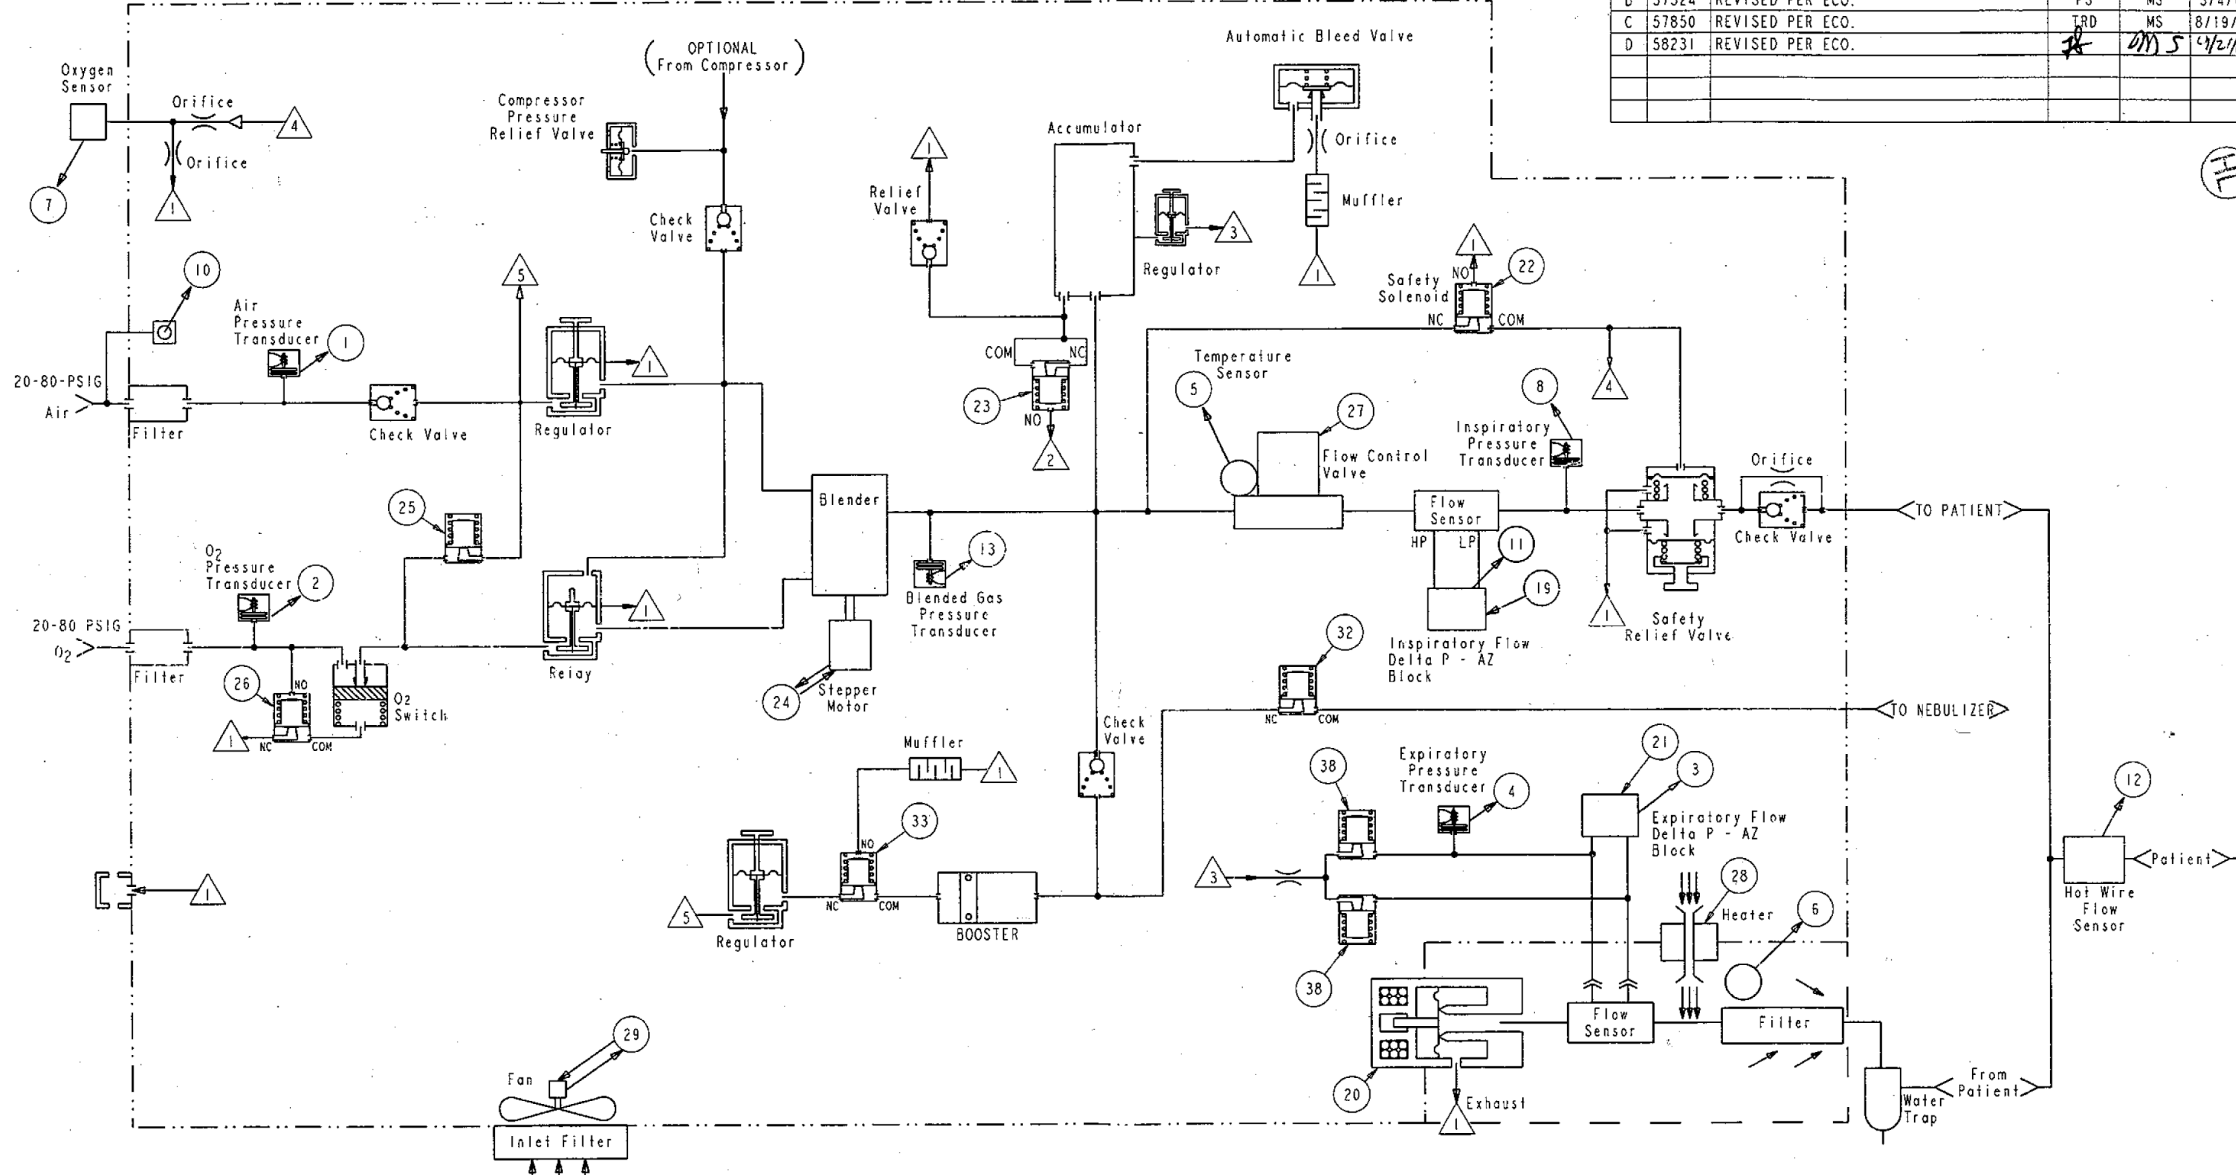 B 57524 REVISED PER ECO. PS MS
C 57850 REVISED PER ECO. TRD MS 8/19/
D 58231 REVISED PER ECO. MS
OPTIONAL
(From Compressor)
Automatic Bleed Valve
Oxygen
Sensor
Orifice
4
Orifice
7
1
Compressor
Pressure
Relief Valve
Check
Valve
1
Relief
Valve
Accumulator
Orifice
Muffler
3
Regulator
1
10
Air
Pressure
Transducer
1
5
1
20-80-PSIG
Air
Filter
Check Valve
Regulator
COM
NC
23
NO
2
1
Safety
Solenoid
NO
22
NC
COM
4
Temperature
Sensor
5
27
Flow Control
Valve
8
Inspiratory
Pressure
Transducer
Orifice
25
Blender
Flow
Sensor
HP
LP
11
19
TO PATIENT
Check Valve
O2
Pressure
Transducer
2
1
13
Blended Gas
Pressure
Transducer
1
Safety
Relief Valve
20-80 PSIG
O2
Filter
Relay
32
Inspiratory Flow
Delta P - AZ
Block
26
NO
O2
Switch
1
NC
COM
24
Stepper
Motor
NC
COM
TO NEBULIZER
Muffler
1
Check
Valve
38
Expiratory
Pressure
Transducer
4
21
3
Expiratory Flow
Delta P - AZ
Block
12
33
NO
NC
COM
1
5
Regulator
BOOSTER
3
28
Heater
6
Patient
Hot Wire
Flow
Sensor
38
Flow
Sensor
Filter
29
Fan
20
1
Exhaust
From
Patient
Water
Trap
Inlet Filter